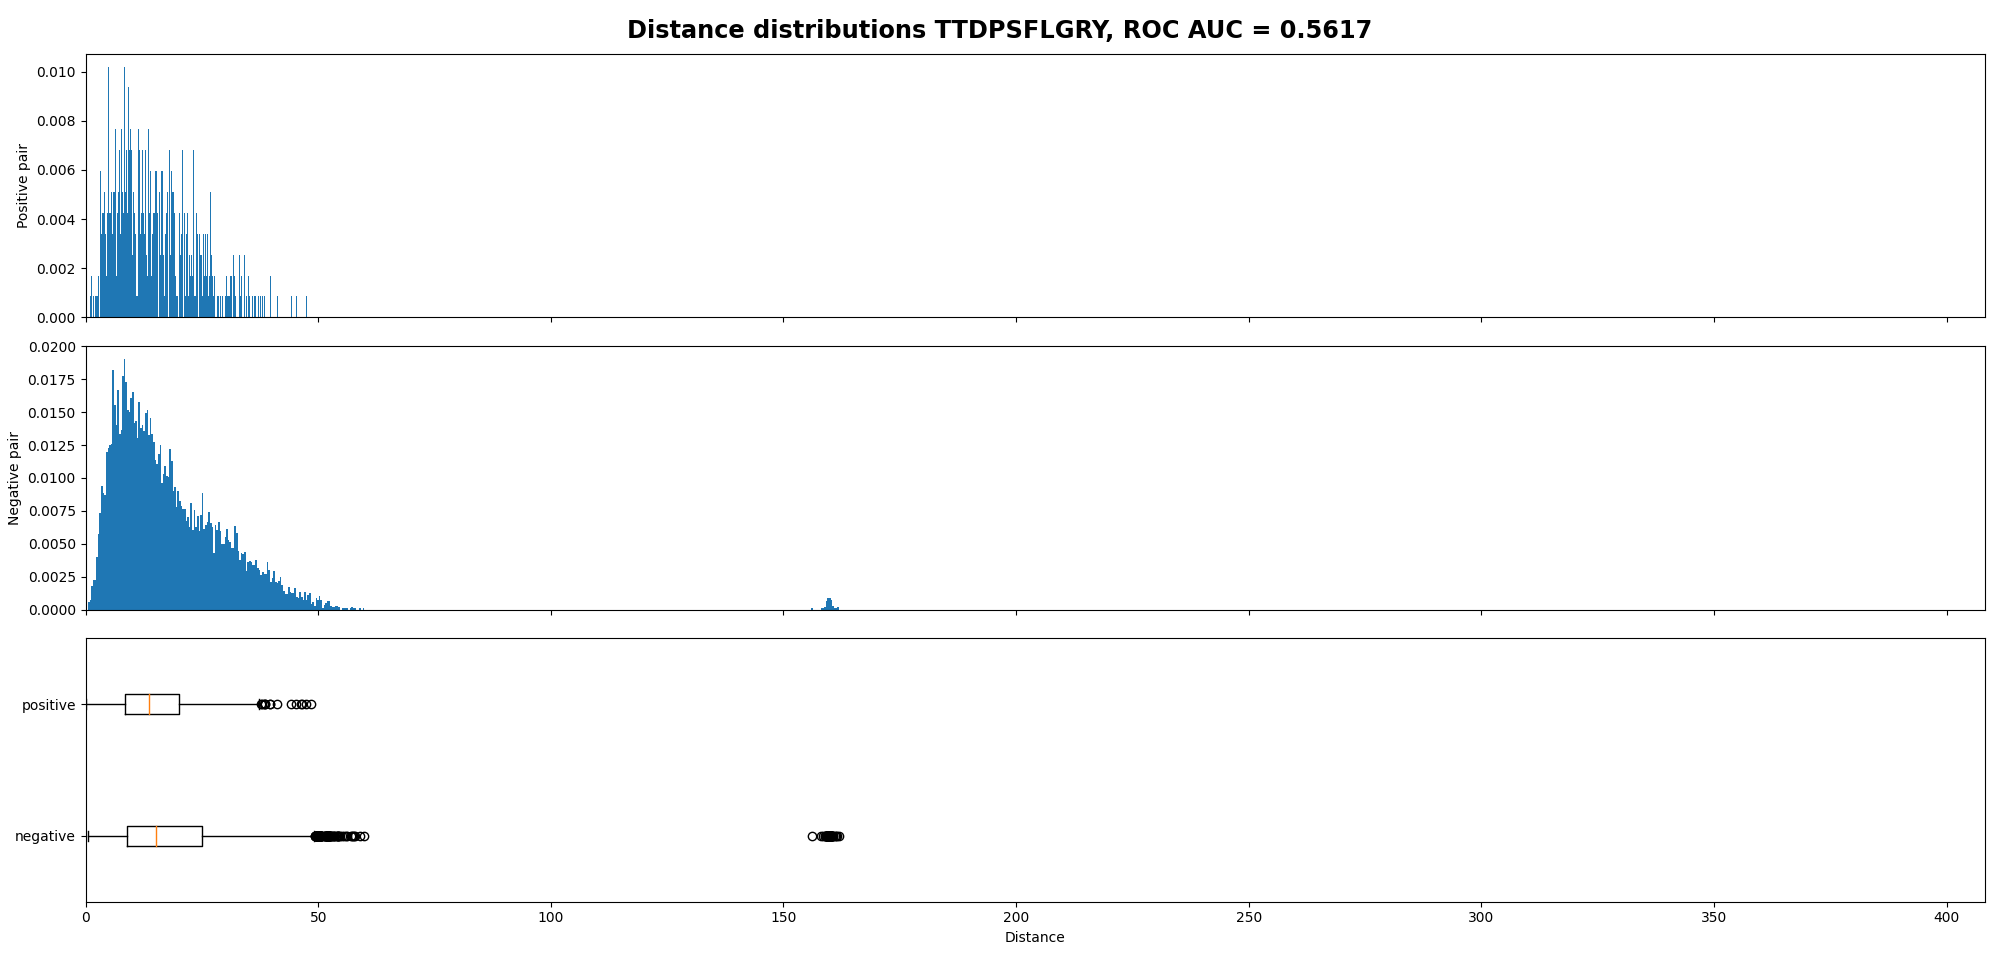 Distance distributions TTDPSFLGRY, ROC AUC = 0.5617
0.010
0.008
0.006
0.004
0.002
0.000
Positive pair
0.0200
0.0175
0.0150
0.0125
0.0100
0.0075
0.0050
0.0025
0.0000
Negative pair
positive
negative
0 50 100 150 200 250 300 350 400
Distance